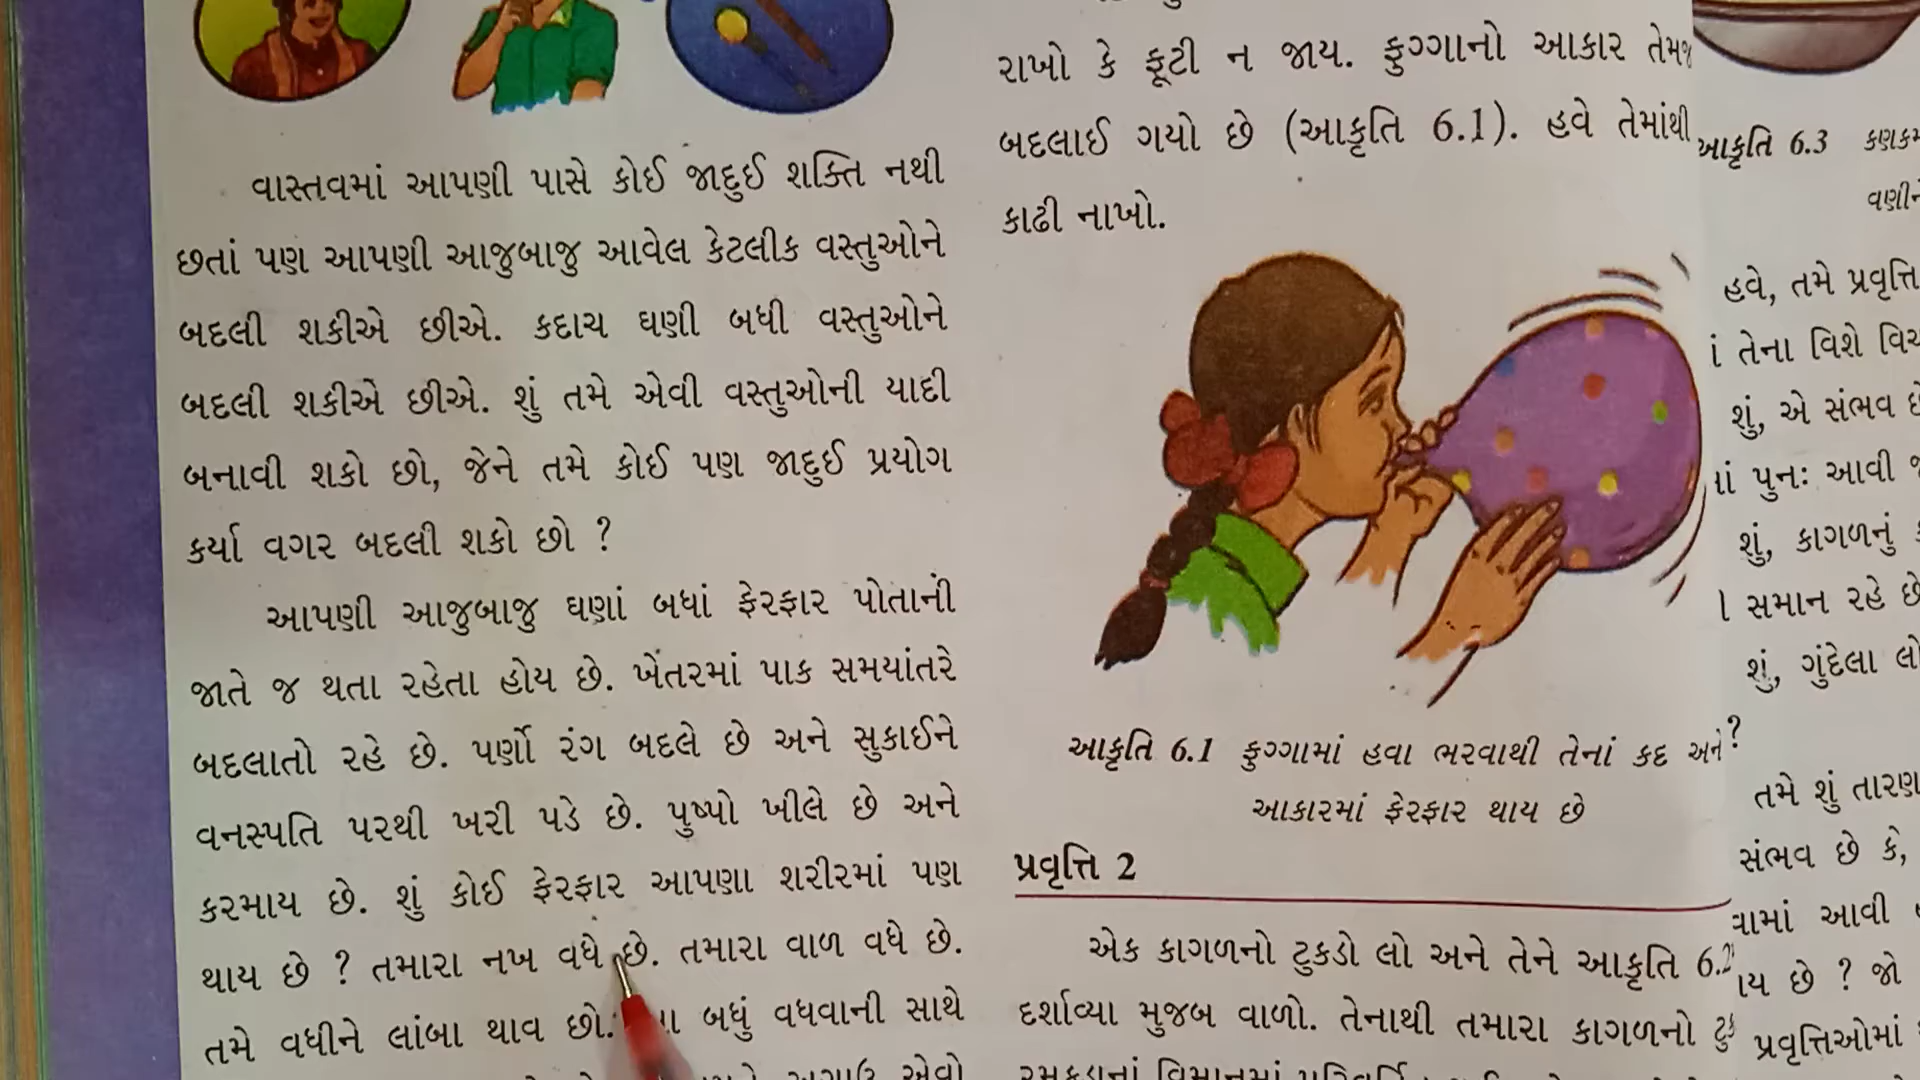 વાસ્તવમાં આપણી પાસે કોઈ જાદુઈ શક્તિ નથી
છતાં પણ આપણી આજુબાજુ આવેલ કેટલીક વસ્તુઓને
બદલી શકીએ છીએ. કદાચ ઘણી બધી વસ્તુઓને
બદલી શકીએ છીએ. શું તમે એવી વસ્તુઓની યાદી
બનાવી શકો છો, જેને તમે કોઈ પણ જાદુઈ પ્રયોગ
કર્યા વગર બદલી શકો છો ?
આપણી આજુબાજુ ઘણાં બધાં ફેરફાર પોતાની
જાતે જ થતા રહેતા હોય છે. ખેતરમાં પાક સમયાંતરે
બદલાતો રહે છે. પર્ણો રંગ બદલે છે અને સુકાઈને
વનસ્પતિ પરથી ખરી પડે છે. પુષ્પો ખીલે છે અને
કરમાય છે. શું કોઈ ફેરફાર આપણા શરીરમાં પણ
થાય છે ? તમારા નખ વધે છે. તમારા વાળ વધે છે.
તમે વધીને લાંબા થાવ છો. બધું વધવાની સાથે
એવો
રાખો કે ફૂટી ન જાય. ફુગ્ગાનો આકાર તેમજ
બદલાઈ ગયો છે (આકૃતિ 6.1). હવે તેમાંથી
કાઢી નાખો.
આકૃતિ 6.1 ફુગ્ગામાં હવા ભરવાથી તેનાં કદ અને
આકારમાં ફેરફાર થાય છે
પ્રવૃત્તિ 2
એક કાગળનો ટુકડો લો અને તેને આકૃતિ 6.2
દર્શાવ્યા મુજબ વાળો. તેનાથી તમારા કાગળનો
આકૃતિ 6.3
હવે, તમે પ્રવૃત્તિ
તેના વિશે
શું, એ સંભવ
પુનઃ આવી
શું, કાગળનું
સમાન રહે છે
શું, ગુંદેલા
?
તમે શું તારણ
સંભવ છે કે,
આવી
છે ? જો
પ્રવૃત્તિઓમાં